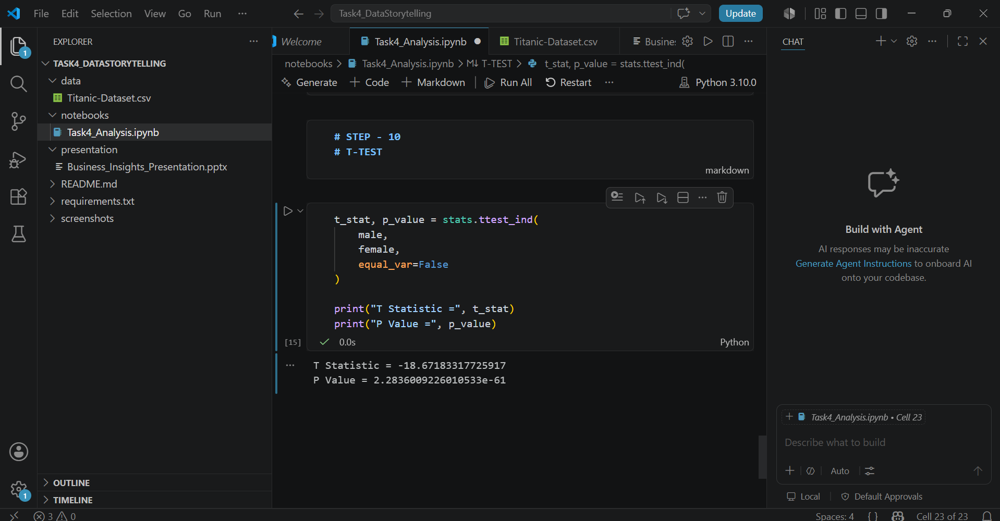 File Edit Selection View Go Run ···
Task4_DataStorytelling
Update
EXPLORER
TASK4_DATASTORYTELLING
data
Titanic-Dataset.csv
notebooks
Task4_Analysis.ipynb
presentation
Business_Insights_Presentation.pptx
README.md
requirements.txt
screenshots
OUTLINE
TIMELINE
1
1
Welcome
Task4_Analysis.ipynb
Titanic-Dataset.csv
Busine
notebooks > Task4_Analysis.ipynb > M↓ T-TEST > t_stat, p_value = stats.ttest_ind(
Generate + Code + Markdown Run All Restart ··· Python 3.10.0
# STEP - 10
# T-TEST
markdown
t_stat, p_value = stats.ttest_ind(
male,
female,
equal_var=False
)
print("T Statistic =", t_stat)
print("P Value =", p_value)
[15] 0.0s Python
T Statistic = -18.67183317725917
P Value = 2.2836009226010533e-61
CHAT
Build with Agent
AI responses may be inaccurate
Generate Agent Instructions to onboard AI
onto your codebase.
Task4_Analysis.ipynb • Cell 23
Describe what to build
Auto
Local Default Approvals
3 0
Spaces: 4 { } Cell 23 of 23